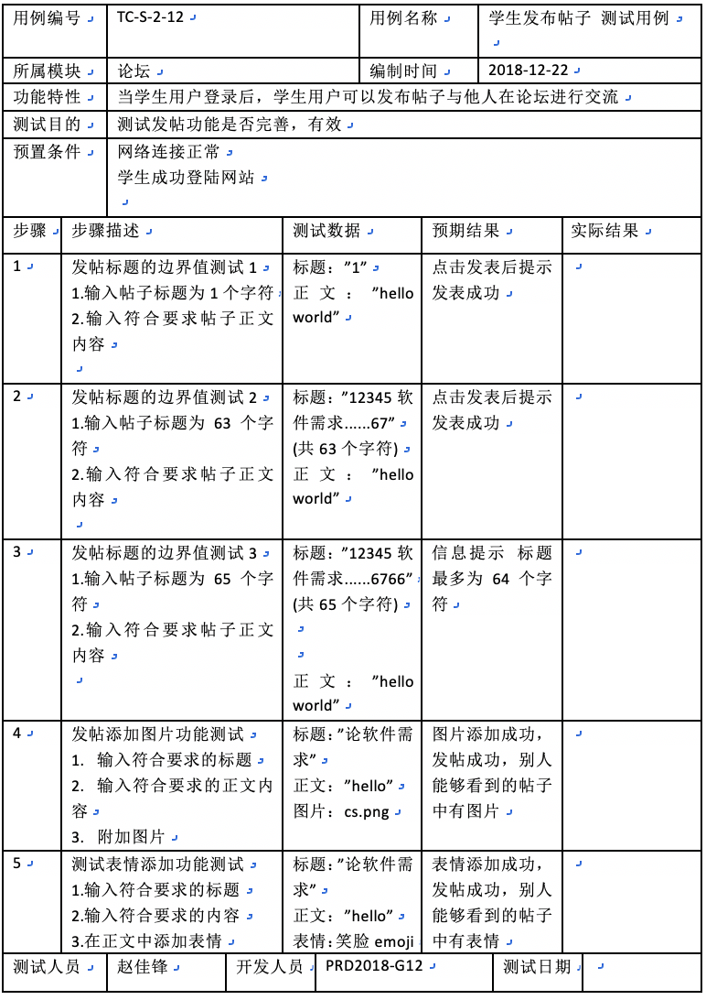 用例编号 TC-S-2-12 用例名称 学生发布帖子 测试用例
所属模块 论坛 编制时间 2018-12-22
功能特性 当学生用户登录后，学生用户可以发布帖子与他人在论坛进行交流
测试目的 测试发帖功能是否完善，有效
预置条件 网络连接正常
学生成功登陆网站
步骤 步骤描述 测试数据 预期结果 实际结果
1 发帖标题的边界值测试 1 标题：”1” 点击发表后提示
1.输入帖子标题为 1 个字符 正文：”hello 发表成功
2.输入符合要求帖子正文 world”
内容
2 发帖标题的边界值测试 2 标题：”12345 软 点击发表后提示
1.输入帖子标题为 63 个字 件需求......67” 发表成功
符 (共 63 个字符)
2.输入符合要求帖子正文 正文：”hello
内容 world”
3 发帖标题的边界值测试 3 标题：”12345 软 信息提示 标题
1.输入帖子标题为 65 个字 件需求......6766” 最多为 64 个字
符 (共 65 个字符) 符
2.输入符合要求帖子正文
内容
正文：”hello
world”
4 发帖添加图片功能测试 标题：”论软件需 图片添加成功，
1. 输入符合要求的标题 求” 发帖成功，别人
2. 输入符合要求的正文内 正文：”hello” 能够看到的帖子
容 图片：cs.png 中有图片
3. 附加图片
5 测试表情添加功能测试 标题：”论软件需 表情添加成功，
1.输入符合要求的标题 求” 发帖成功，别人
2.输入符合要求的内容 正文：”hello” 能够看到的帖子
3.在正文中添加表情 表情：笑脸 emoji 中有表情
测试人员 赵佳锋 开发人员 PRD2018-G12 测试日期